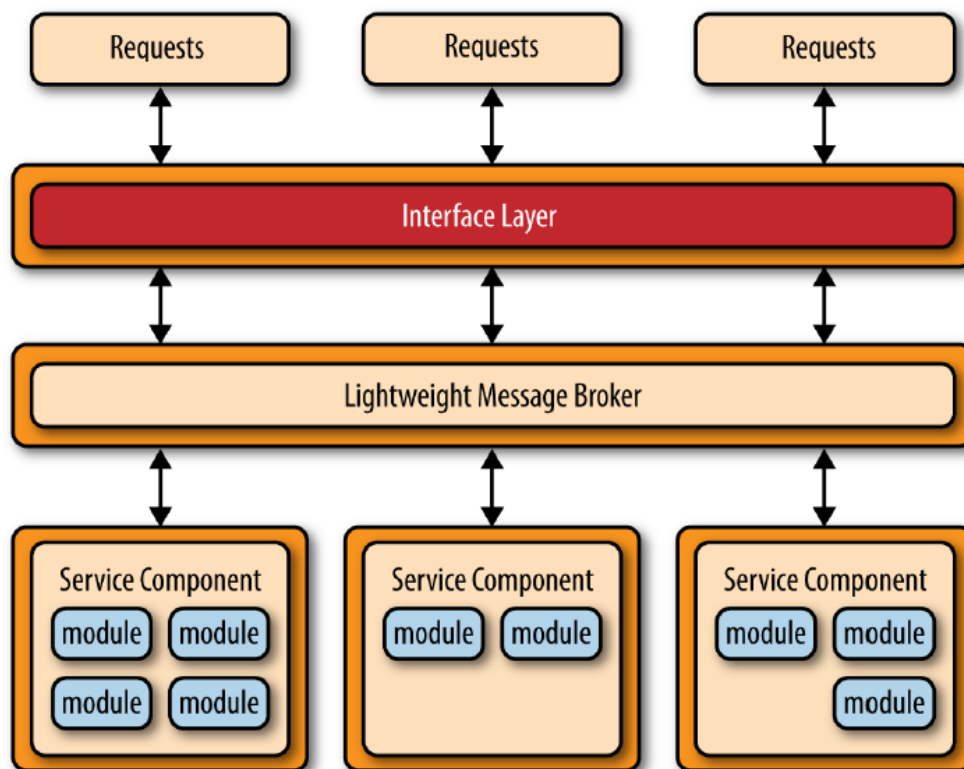 Requests
Requests
Requests
Interface Layer
Lightweight Message Broker
Service Component
module
module
module
module
Service Component
module
module
Service Component
module
module
module